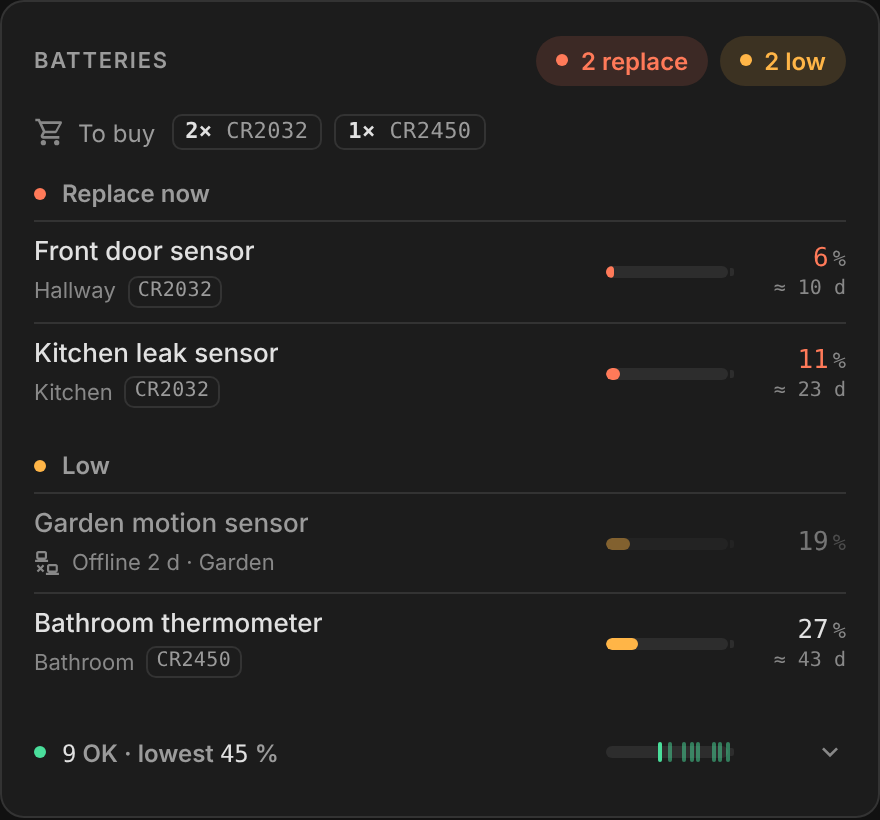 BATTERIES
2 replace
2 low
To buy 2× CR2032 1× CR2450
Replace now
Front door sensor
6 %
Hallway CR2032
≈ 10 d
Kitchen leak sensor
11 %
Kitchen CR2032
≈ 23 d
Low
Garden motion sensor
19 %
Offline 2 d · Garden
Bathroom thermometer
27 %
Bathroom CR2450
≈ 43 d
9 OK · lowest 45 %